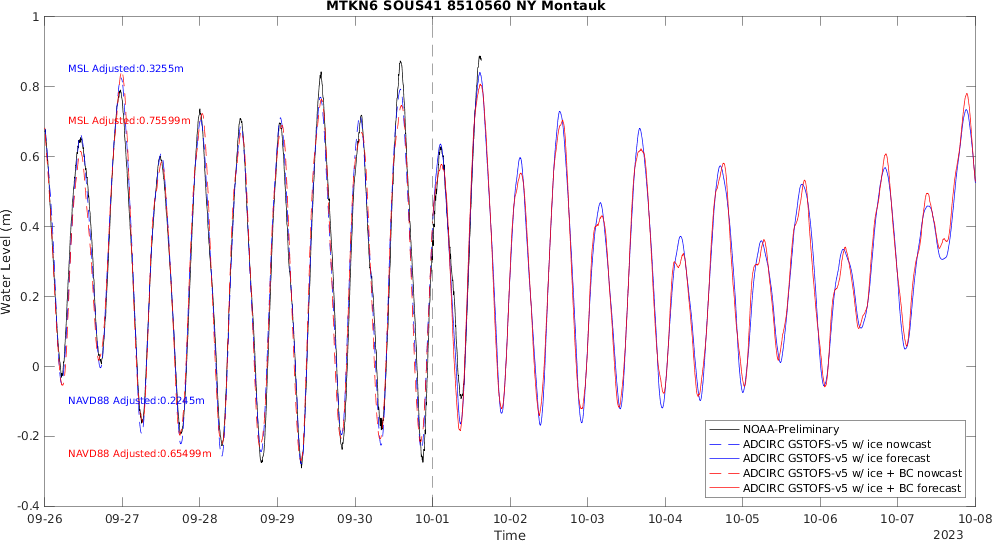 MTKN6 SOUS41 8510560 NY Montauk
1
0.8
0.6
0.4
0.2
0
-0.2
-0.4
Water Level (m)
MSL Adjusted:0.3255m
MSL Adjusted:0.75599m
NAVD88 Adjusted:0.2245m
NAVD88 Adjusted:0.65499m
NOAA-Preliminary
ADCIRC GSTOFS-v5 w/ ice nowcast
ADCIRC GSTOFS-v5 w/ ice forecast
ADCIRC GSTOFS-v5 w/ ice + BC nowcast
ADCIRC GSTOFS-v5 w/ ice + BC forecast
09-26 09-27 09-28 09-29 09-30 10-01 10-02 10-03 10-04 10-05 10-06 10-07 10-08
Time
2023